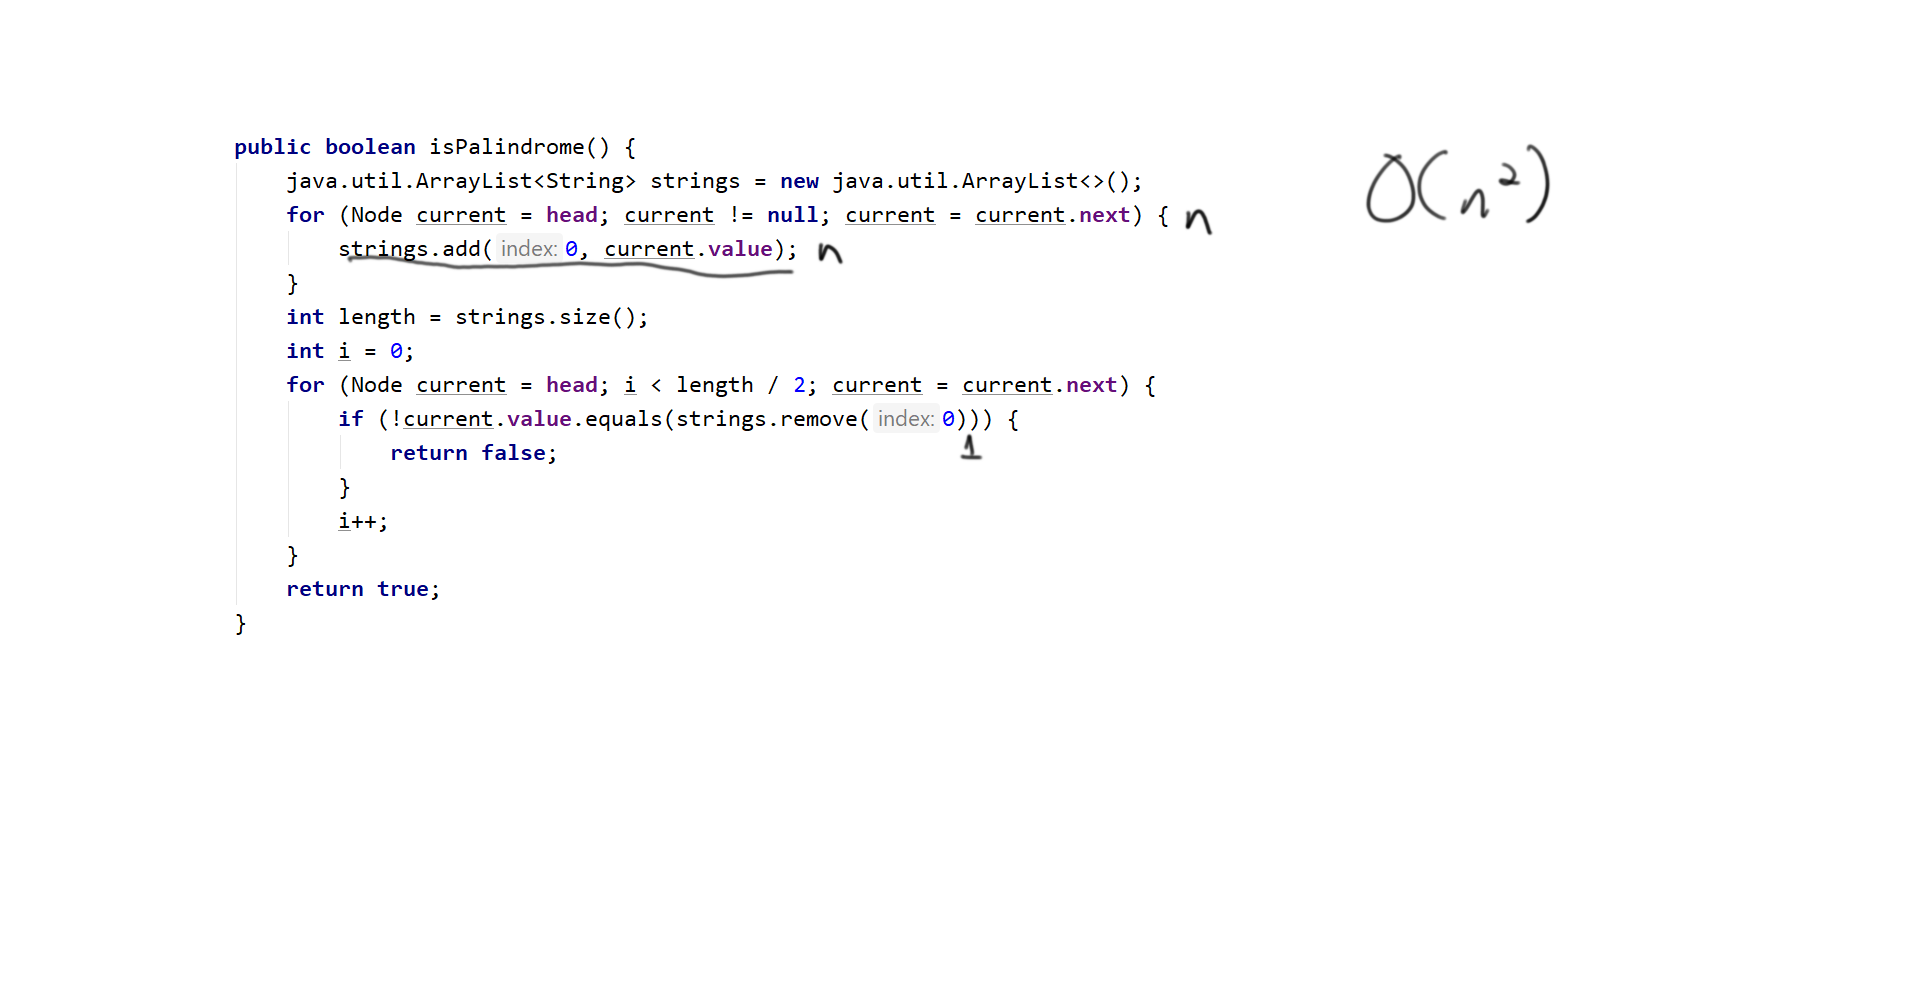 public boolean isPalindrome() {
java.util.ArrayList<String> strings = new java.util.ArrayList<>();
for (Node current = head; current != null; current = current.next) { n
strings.add( index: 0, current.value); n
}
int length = strings.size();
int i = 0;
for (Node current = head; i < length / 2; current = current.next) {
if (!current.value.equals(strings.remove( index: 0))) {
1
return false;
}
i++;
}
return true;
}
O(n²)